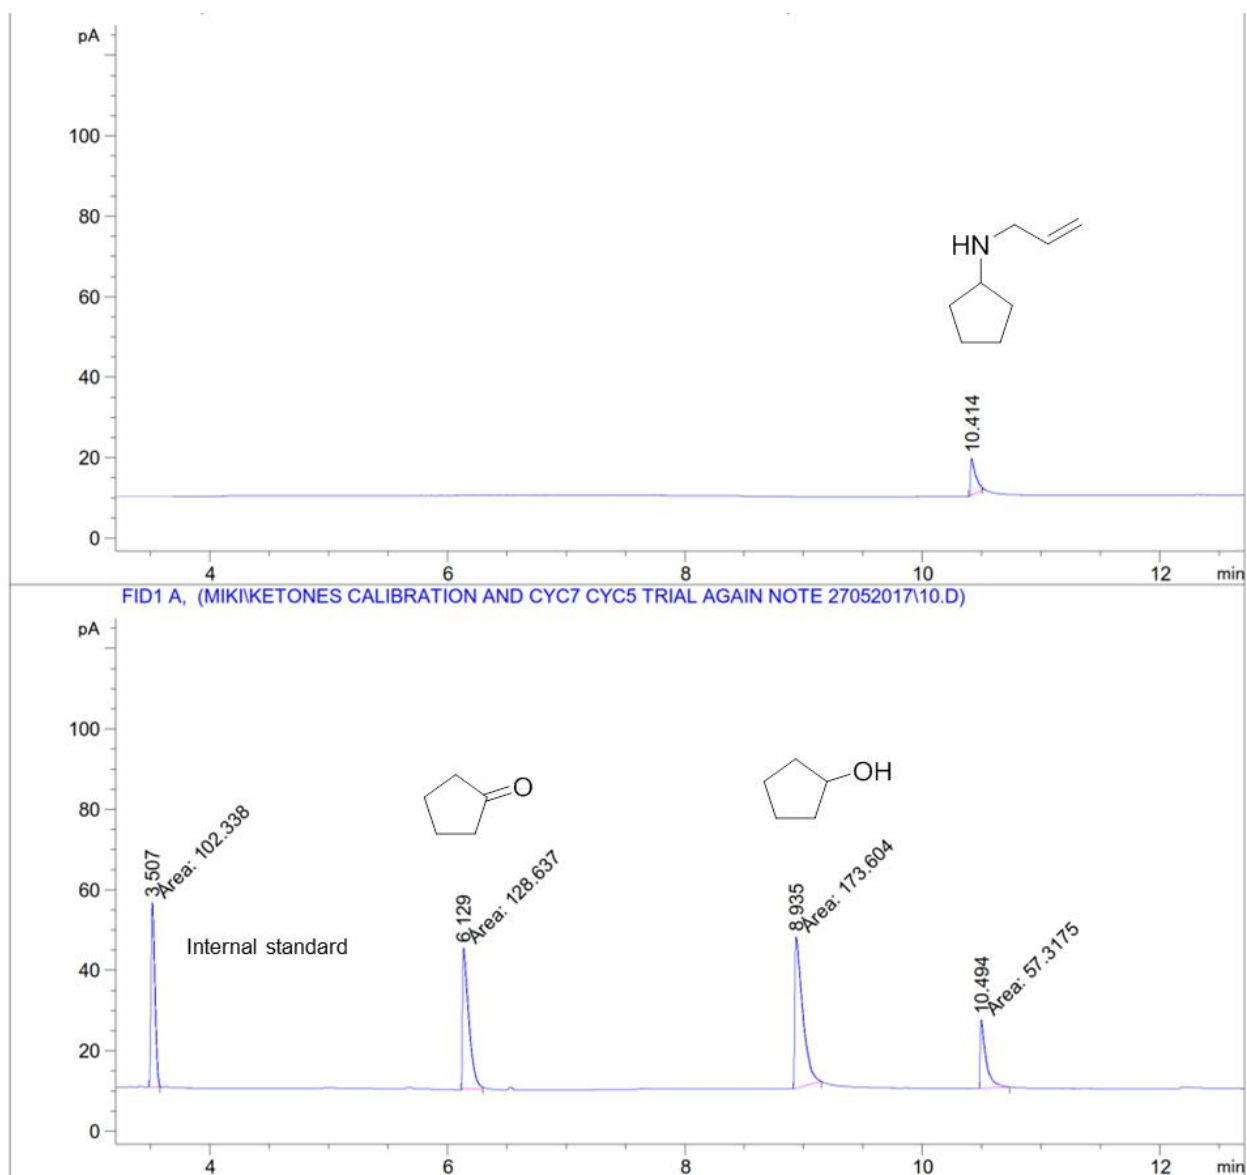 pA
100
80
60
40
20
0
HN
10.414
4 6 8 10 12 min
FID1 A, (MIKI\KETONES CALIBRATION AND CYC7 CYC5 TRIAL AGAIN NOTE 27052017\10.D)
pA
100
80
60
40
20
0
O
OH
3.507
Area: 102.338
Internal standard
6.129
Area: 128.637
8.935
Area: 173.604
10.494
Area: 57.3175
4 6 8 10 12 min